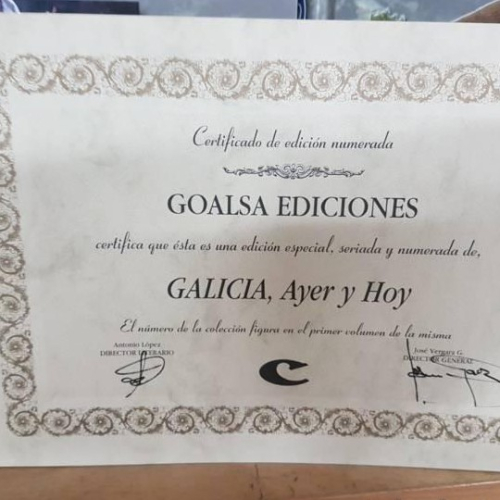 Certificado de edición numerada
GOALSA EDICIONES
certifica que ésta es una edición especial, seriada y numerada de,
GALICIA, Ayer y Hoy
El número de la colección figura en el primer volumen de la misma
Antonio López
DIRECTOR LITERARIO
José Vergara G.
DIRECTOR GENERAL
C